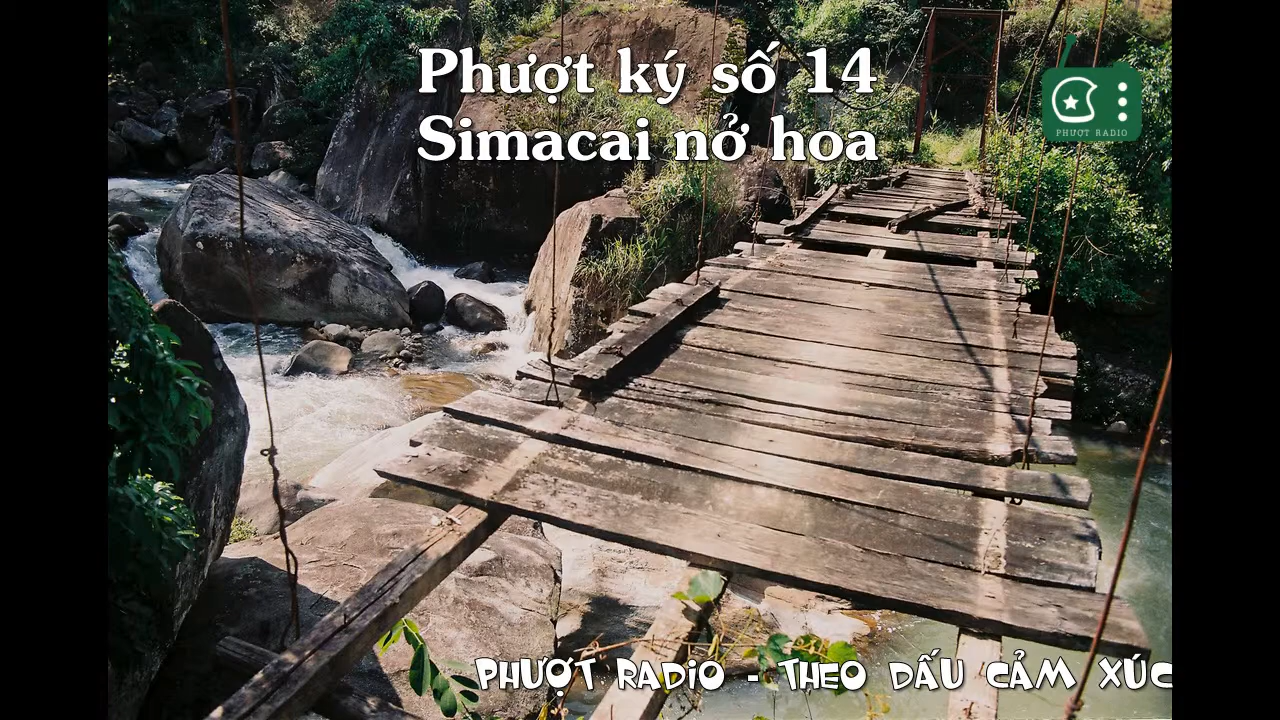 Phượt ký số 14
Simacai nở hoa
PHƯỢT RADIO
PHƯỢT RADiO - THEO DẤU CẢM XÚC